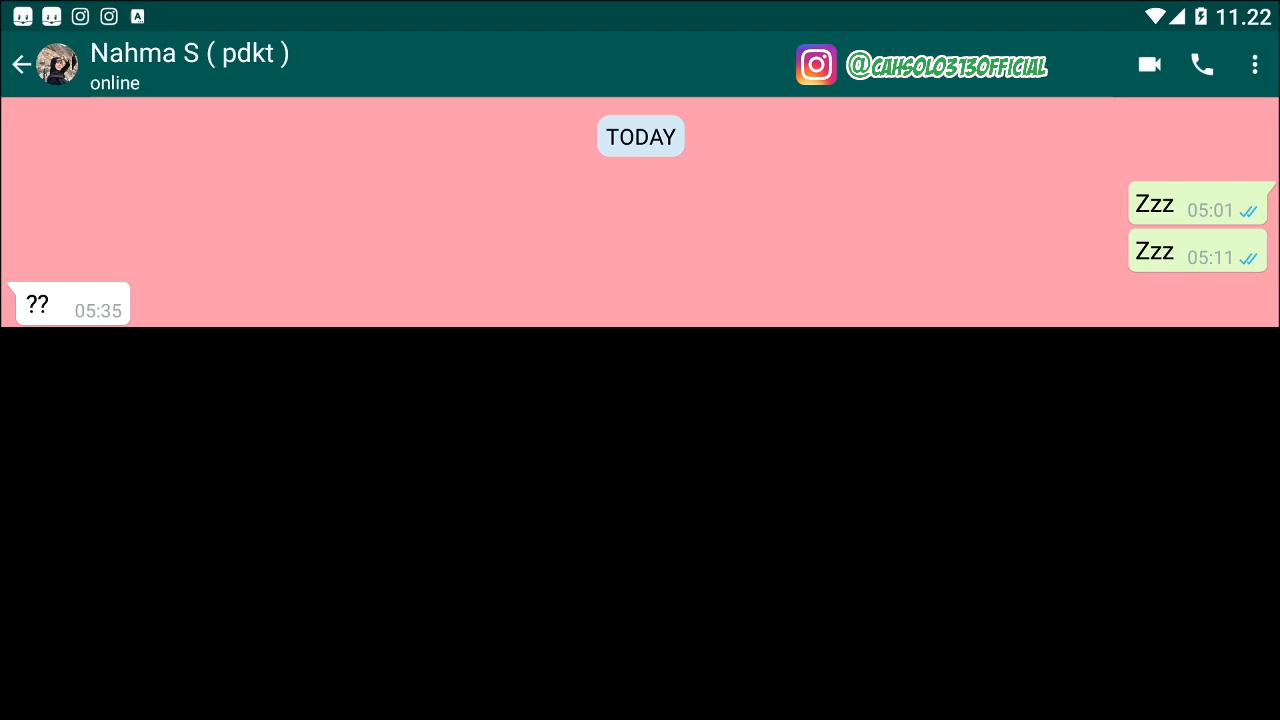 11.22
Nahma S ( pdkt )
online
@CAHSOLO313OFFICIAL
TODAY
Zzz 05:01
Zzz 05:11
?? 05:35